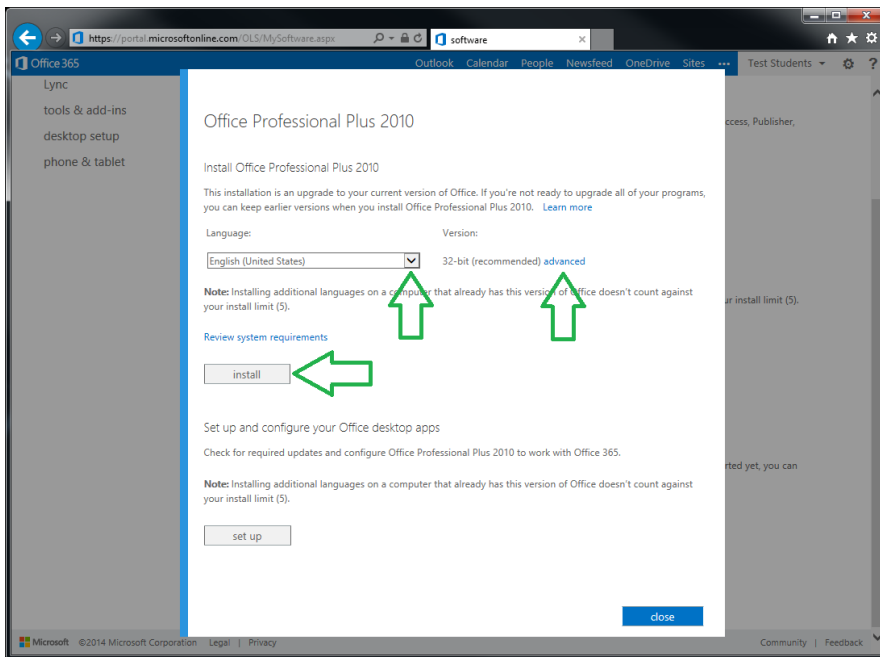 https://portal.microsoftonline.com/OLS/MySoftware.aspx
software
Office 365
Outlook Calendar People Newsfeed OneDrive Sites ... Test Students ?
Lync
tools & add-ins
desktop setup
phone & tablet
ccess, Publisher,
Office Professional Plus 2010
Install Office Professional Plus 2010
This installation is an upgrade to your current version of Office. If you're not ready to upgrade all of your programs,
you can keep earlier versions when you install Office Professional Plus 2010. Learn more
Language: Version:
English (United States) 32-bit (recommended) advanced
Note: Installing additional languages on a computer that already has this version of Office doesn't count against
your install limit (5).
ur install limit (5).
Review system requirements
install
Set up and configure your Office desktop apps
Check for required updates and configure Office Professional Plus 2010 to work with Office 365.
rted yet, you can
Note: Installing additional languages on a computer that already has this version of Office doesn't count against
your install limit (5).
set up
close
Microsoft ©2014 Microsoft Corporation Legal | Privacy Community | Feedback